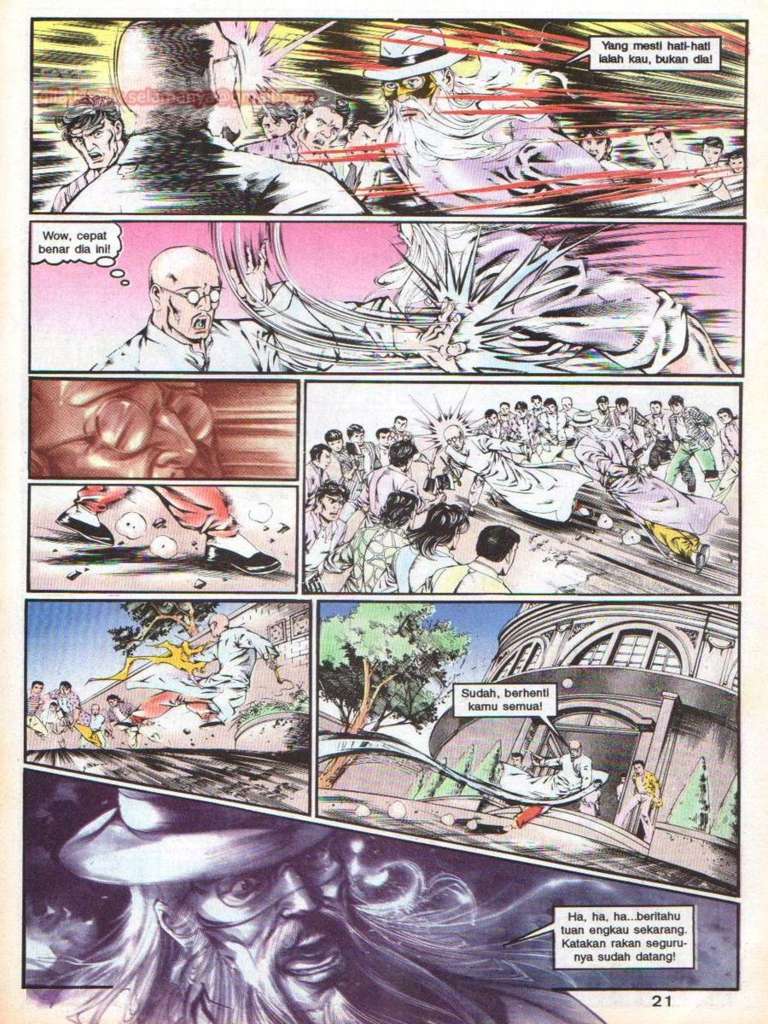 Yang mesti hati-hati
ialah kau, bukan dia!
Wow, cepat
benar dia ini!
Sudah, berhenti
kamu semua!
Ha, ha, ha...beritahu
tuan engkau sekarang.
Katakan rakan seguru-
nya sudah datang!
21